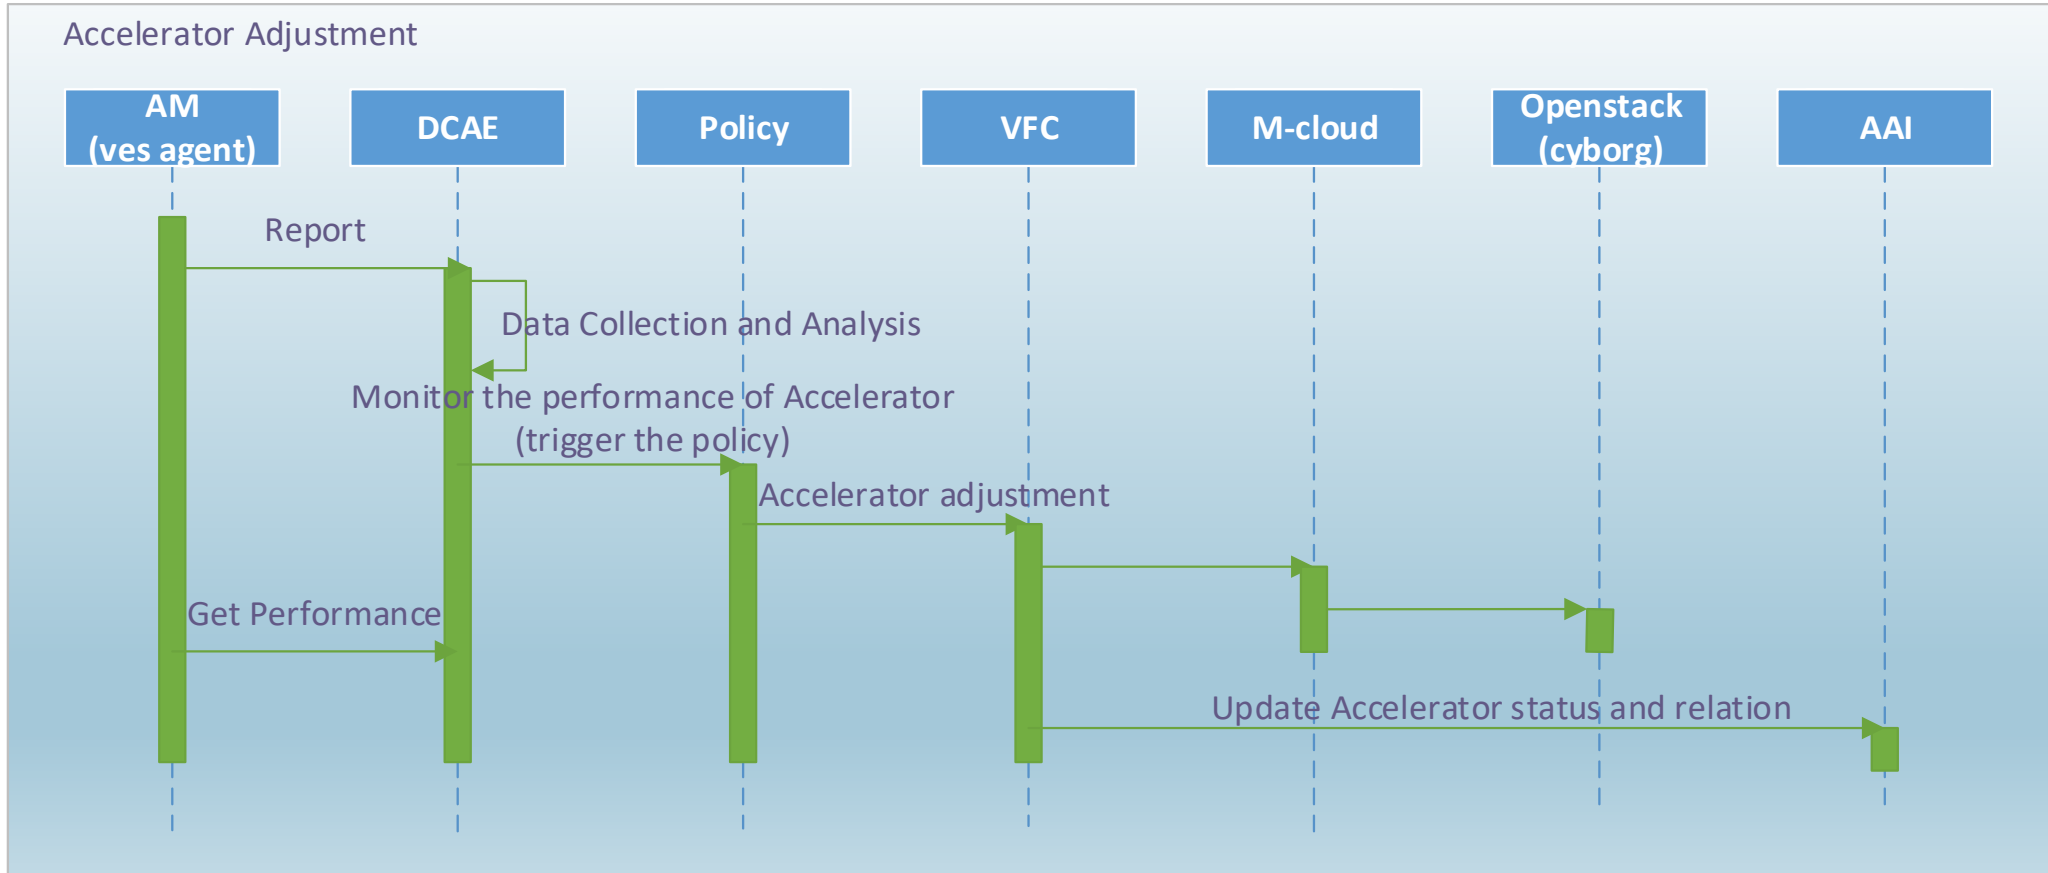 Accelerator Adjustment
AM
(ves agent)
DCAE
Policy
VFC
M-cloud
Openstack
(cyborg)
AAI
Report
Data Collection and Analysis
Monitor the performance of Accelerator
(trigger the policy)
Accelerator adjustment
Get Performance
Update Accelerator status and relation